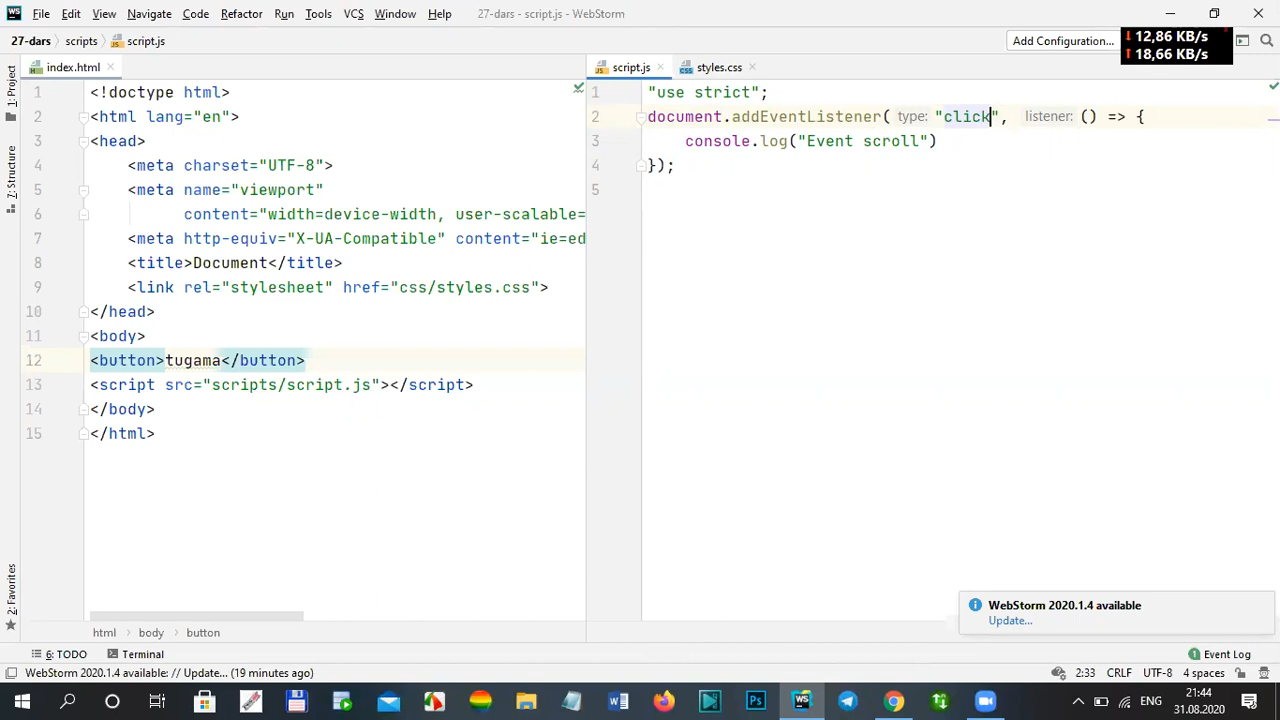 File Edit View Navigate Code Refactor Run Tools VCS Window Help 27-dars - script.js - WebStorm
27-dars scripts script.js Add Configuration... 12,86 KB/s
18,66 KB/s
index.html script.js styles.css
1 <!doctype html>
2 <html lang="en">
3 <head>
4 <meta charset="UTF-8">
5 <meta name="viewport"
6 content="width=device-width, user-scalable=
7 <meta http-equiv="X-UA-Compatible" content="ie=ed
8 <title>Document</title>
9 <link rel="stylesheet" href="css/styles.css">
10 </head>
11 <body>
12 <button>tugama</button>
13 <script src="scripts/script.js"></script>
14 </body>
15 </html>
1 "use strict";
2 document.addEventListener( type: "click", listener: () => {
3 console.log("Event scroll")
4 });
5
1: Project
7: Structure
2: Favorites
WebStorm 2020.1.4 available
Update...
html body button
6: TODO Terminal 1 Event Log
WebStorm 2020.1.4 available: // Update... (19 minutes ago) 2:33 CRLF UTF-8 4 spaces
ENG 21:44
31.08.2020